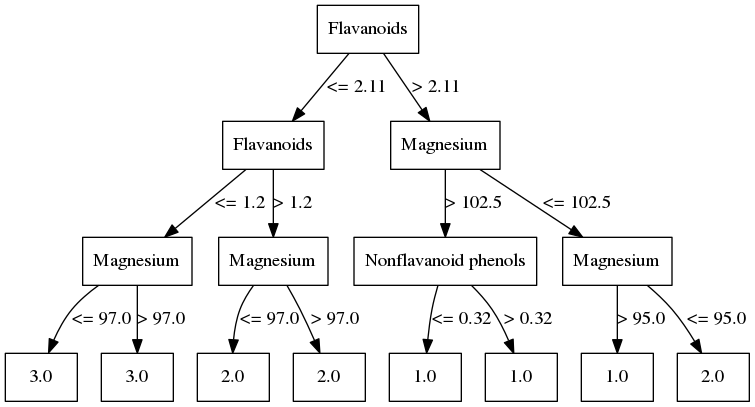 Flavanoids
<= 2.11 > 2.11
Flavanoids Magnesium
<= 1.2 > 1.2 > 102.5 <= 102.5
Magnesium Magnesium Nonflavanoid phenols Magnesium
<= 97.0 > 97.0 <= 97.0 > 97.0 <= 0.32 > 0.32 > 95.0 <= 95.0
3.0 3.0 2.0 2.0 1.0 1.0 1.0 2.0